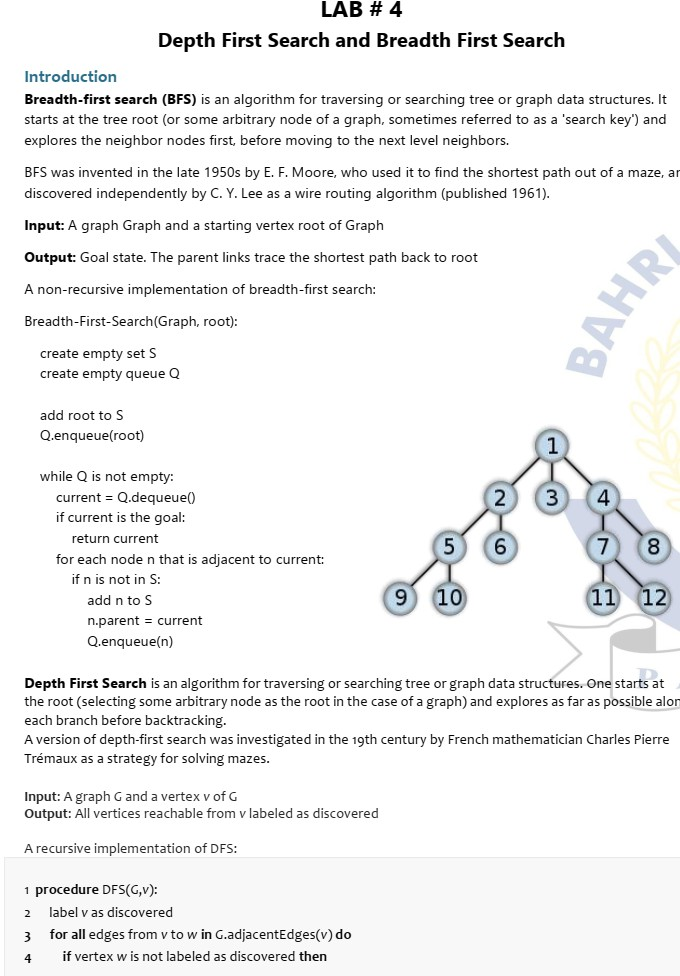 LAB # 4
Depth First Search and Breadth First Search
Introduction
Breadth-first search (BFS) is an algorithm for traversing or searching tree or graph data structures. It
starts at the tree root (or some arbitrary node of a graph, sometimes referred to as a 'search key') and
explores the neighbor nodes first, before moving to the next level neighbors.
BFS was invented in the late 1950s by E. F. Moore, who used it to find the shortest path out of a maze,
discovered independently by C. Y. Lee as a wire routing algorithm (published 1961).
Input: A graph Graph and a starting vertex root of Graph
Output: Goal state. The parent links trace the shortest path back to root
A non-recursive implementation of breadth-first search:
Breadth-First-Search(Graph, root):
create empty set S
create empty queue Q
add root to S
Q.enqueue(root)
while Q is not empty:
current = Q.dequeue()
if current is the goal:
return current
for each node n that is adjacent to current:
if n is not in S:
add n to S
n.parent = current
Q.enqueue(n)
BAHRI
1
2 3 4
5 6 7 8
9 10 11 12
P
Depth First Search is an algorithm for traversing or searching tree or graph data structures. One starts at
the root (selecting some arbitrary node as the root in the case of a graph) and explores as far as possible
each branch before backtracking.
A version of depth-first search was investigated in the 19th century by French mathematician Charles Pierre
Trémaux as a strategy for solving mazes.
Input: A graph G and a vertex v of G
Output: All vertices reachable from v labeled as discovered
A recursive implementation of DFS:
1 procedure DFS(G,v):
2 label v as discovered
3 for all edges from v to w in G.adjacentEdges(v) do
4 if vertex w is not labeled as discovered then